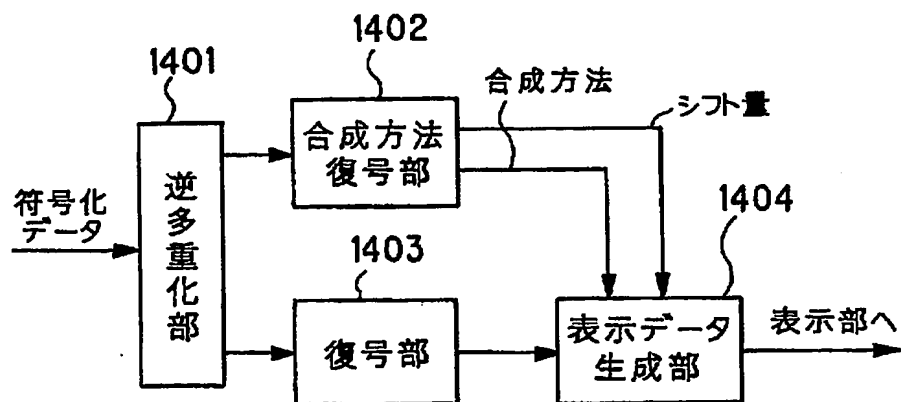 1401
1402
合成方法
シフト量
合成方法
復号部
符号化
データ
逆多重化部
1403
復号部
1404
表示データ
生成部
表示部へ